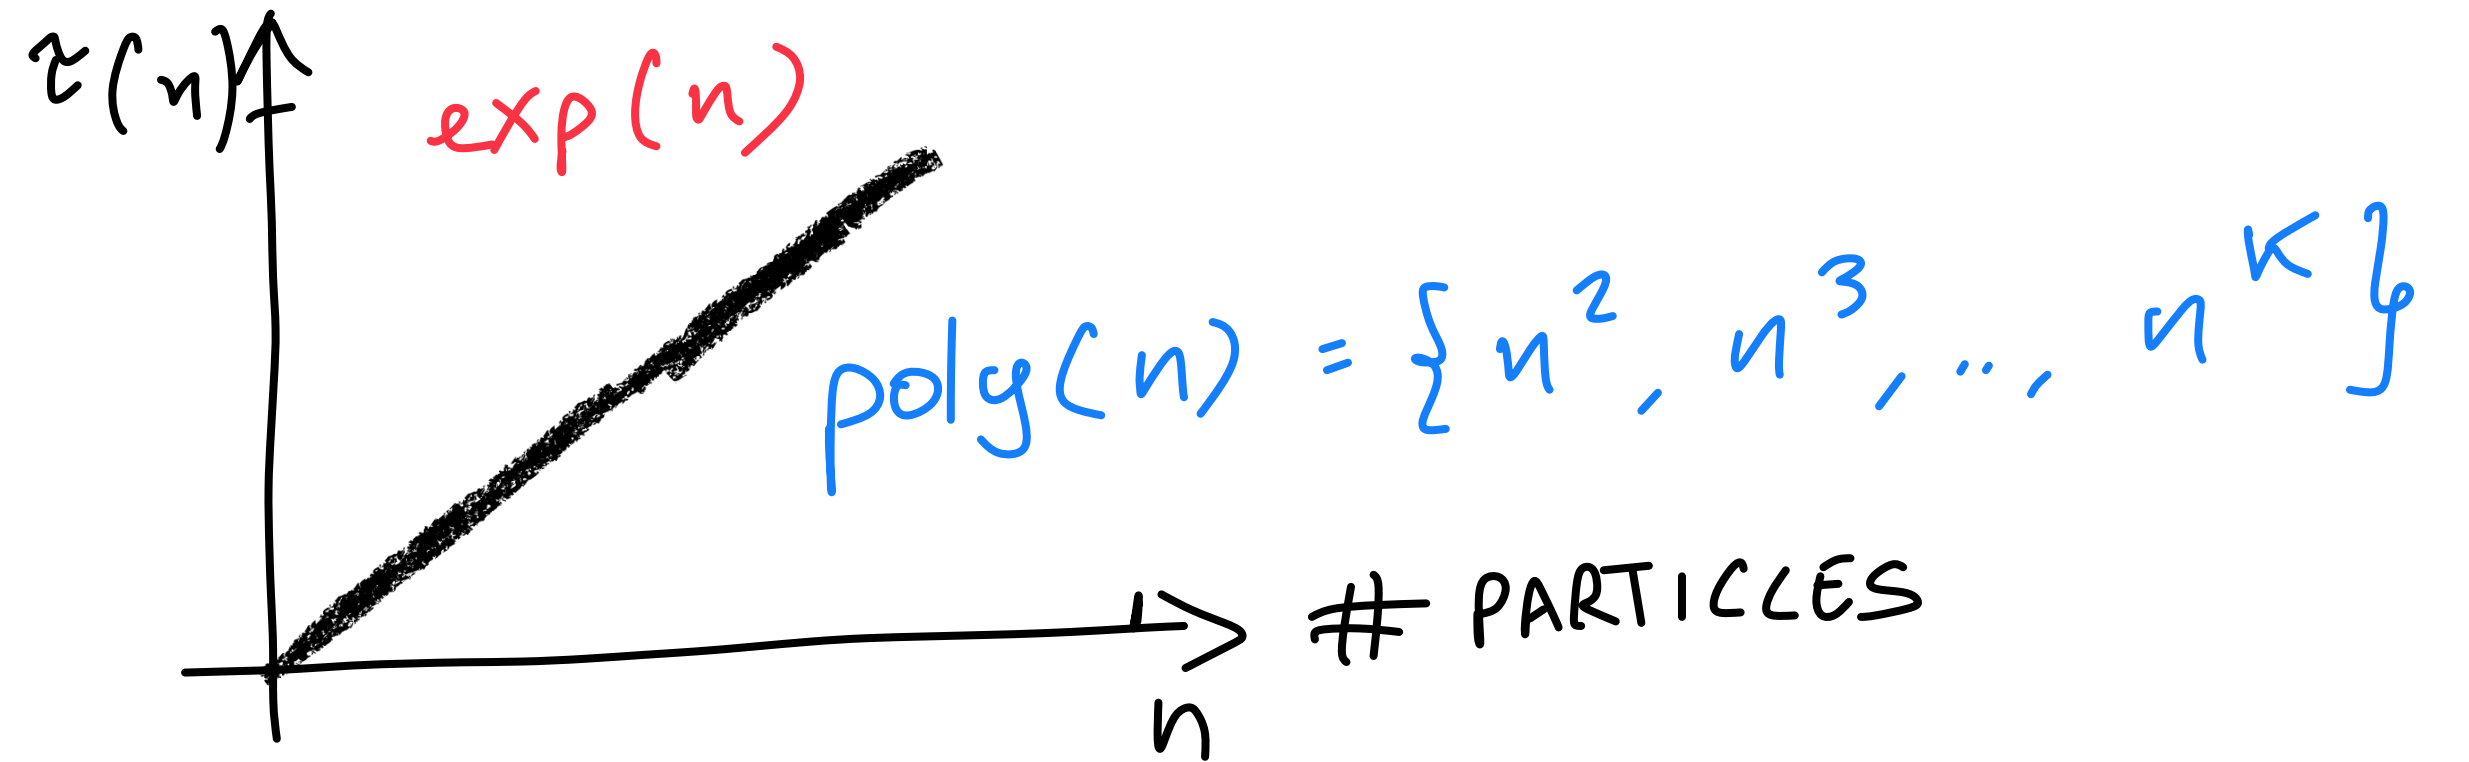 τ(n)
exp(n)
poly(n) = {n², n³, ..., nᴷ}
# PARTICLES
n